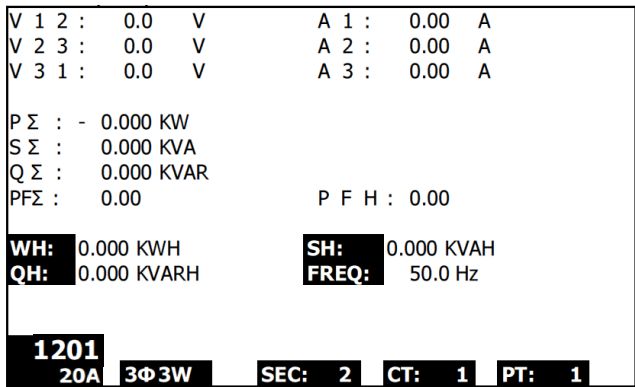 V 1 2 : 0.0 V A 1 : 0.00 A
V 2 3 : 0.0 V A 2 : 0.00 A
V 3 1 : 0.0 V A 3 : 0.00 A
P Σ : - 0.000 KW
S Σ : 0.000 KVA
Q Σ : 0.000 KVAR
PFΣ : 0.00 P F H : 0.00
WH: 0.000 KWH SH: 0.000 KVAH
QH: 0.000 KVARH FREQ: 50.0 Hz
1201
20A 3Φ3W SEC: 2 CT: 1 PT: 1